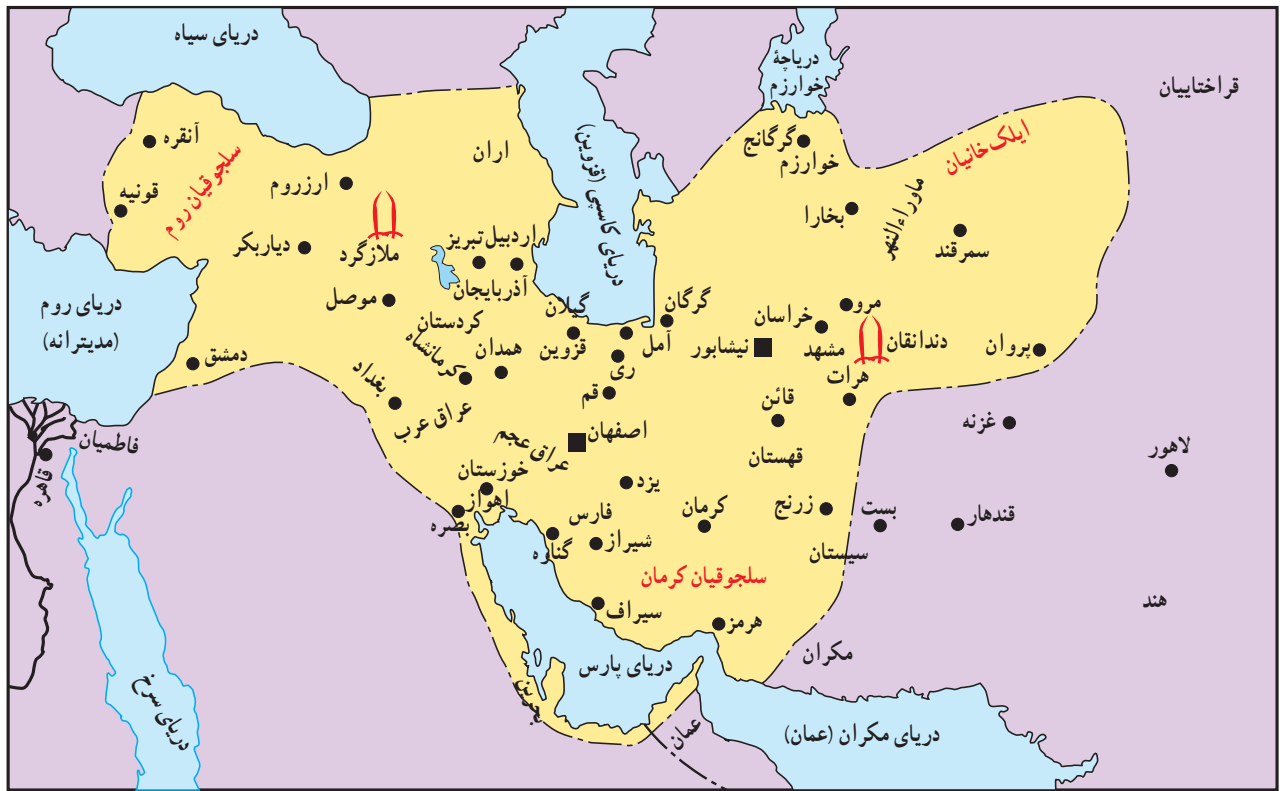 دریای سیاه
دریاچهٔ
خوارزم
قراختاییان
آنقره
سلجوقیان روم
قونیه
ارزروم
اران
دریای کاسپی (قزوین)
گرگانج
خوارزم
ایلک‌خانیان
ماوراءالنهر
بخارا
سمرقند
دیاربکر
ملازگرد
اردبیل
تبریز
آذربایجان
موصل
دریای روم
(مدیترانه)
گیلان
گرگان
مرو
خراسان
کردستان
کرمانشاه
همدان
قزوین
آمل
ری
نیشابور
مشهد
دندانقان
پروان
دمشق
بغداد
هرات
قم
قائن
عراق عرب
غزنه
فاطمیان
قاهره
اصفهان
عراق عجم
قهستان
لاهور
خوزستان
اهواز
بصره
یزد
کرمان
زرنج
بست
قندهار
فارس
گناوه
شیراز
سیستان
سلجوقیان کرمان
سیراف
هرمز
هند
مکران
دریای پارس
بحرین
دریای سرخ
عمان
دریای مکران (عمان)